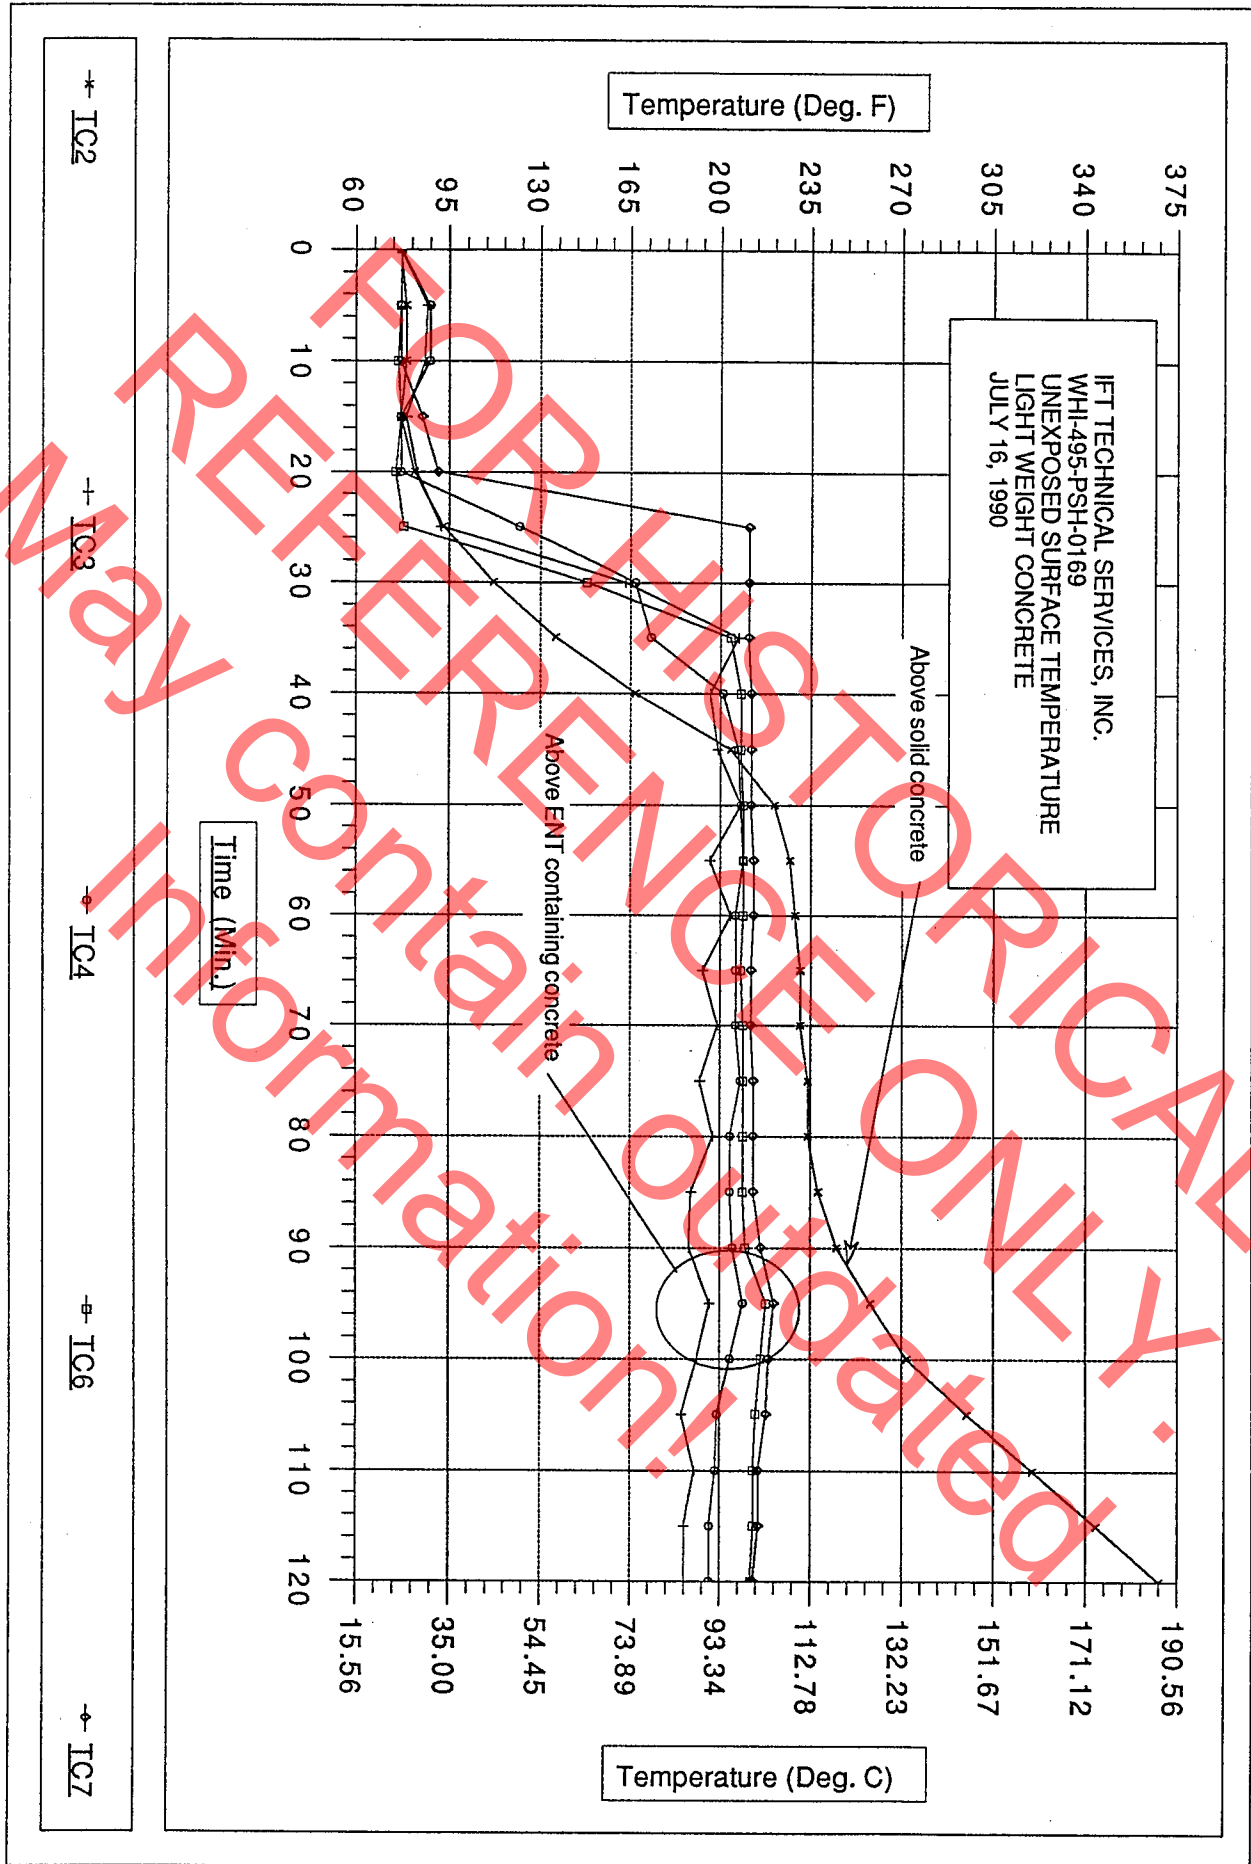 IFT TECHNICAL SERVICES, INC.
WHI-495-PSH-0169
UNEXPOSED SURFACE TEMPERATURE
LIGHT WEIGHT CONCRETE
JULY 16, 1990
Temperature (Deg. F)
375
340
305
270
235
200
165
130
95
60
Above solid concrete
Above ENT containing concrete
190.56
171.12
151.67
132.23
112.78
93.34
73.89
54.45
35.00
15.56
Temperature (Deg. C)
0 10 20 30 40 50 60 70 80 90 100 110 120
Time (Min.)
TC2 TC3 TC4 TC6 TC7
FOR HISTORICAL
REFERENCE ONLY.
May contain outdated
Information!